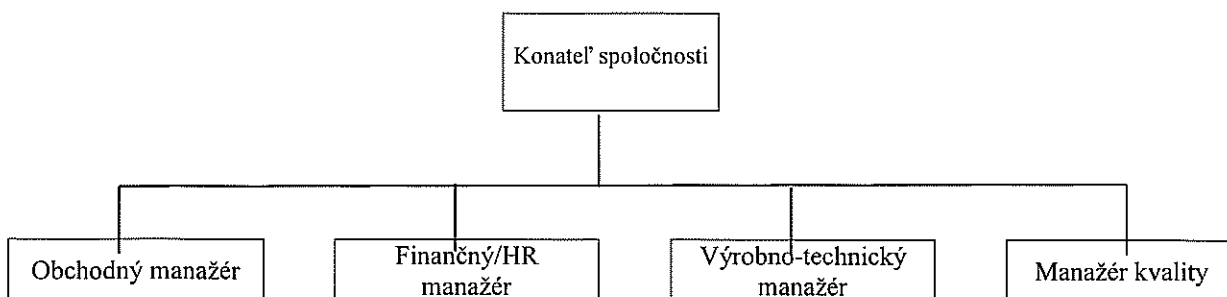 Konateľ spoločnosti
Obchodný manažér
Finančný/HR
manažér
Výrobno-technický
manažér
Manažér kvality